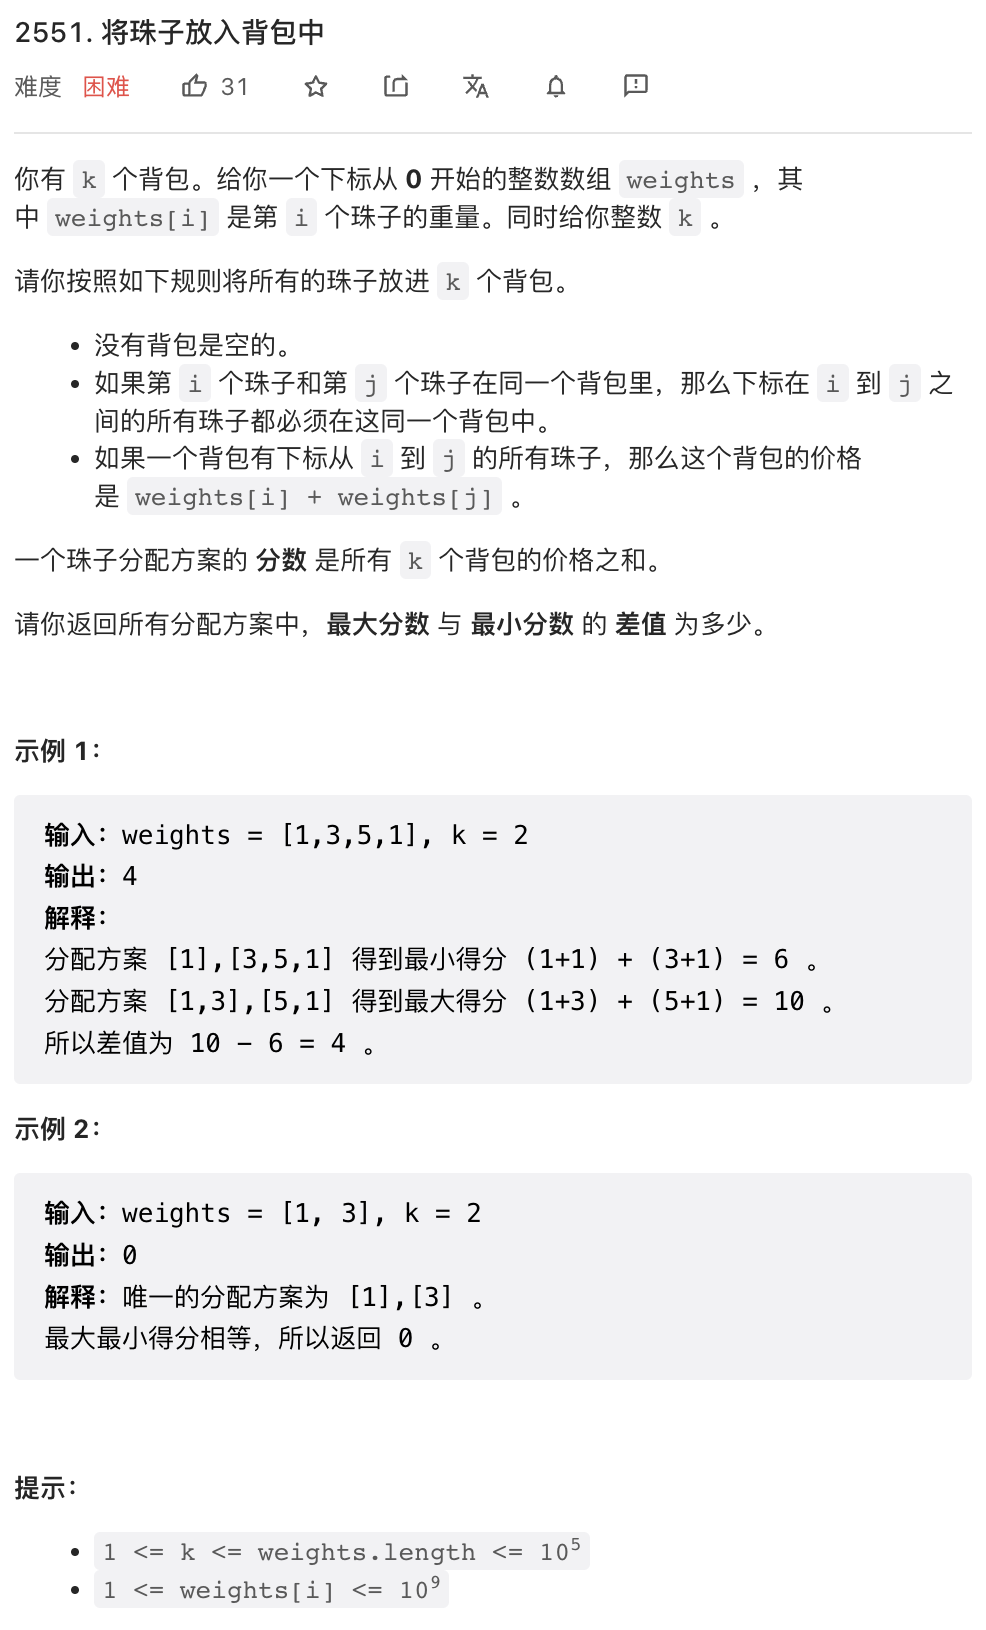 2551. 将珠子放入背包中
难度 困难 31
你有 k 个背包。给你一个下标从 0 开始的整数数组 weights ，其
中 weights[i] 是第 i 个珠子的重量。同时给你整数 k 。
请你按照如下规则将所有的珠子放进 k 个背包。
• 没有背包是空的。
• 如果第 i 个珠子和第 j 个珠子在同一个背包里，那么下标在 i 到 j 之
间的所有珠子都必须在这同一个背包中。
• 如果一个背包有下标从 i 到 j 的所有珠子，那么这个背包的价格
是 weights[i] + weights[j] 。
一个珠子分配方案的 分数 是所有 k 个背包的价格之和。
请你返回所有分配方案中，最大分数 与 最小分数 的 差值 为多少。
示例 1：
输入：weights = [1,3,5,1], k = 2
输出：4
解释：
分配方案 [1],[3,5,1] 得到最小得分 (1+1) + (3+1) = 6 。
分配方案 [1,3],[5,1] 得到最大得分 (1+3) + (5+1) = 10 。
所以差值为 10 - 6 = 4 。
示例 2：
输入：weights = [1, 3], k = 2
输出：0
解释：唯一的分配方案为 [1],[3] 。
最大最小得分相等，所以返回 0 。
提示：
• 1 <= k <= weights.length <= 10⁵
• 1 <= weights[i] <= 10⁹